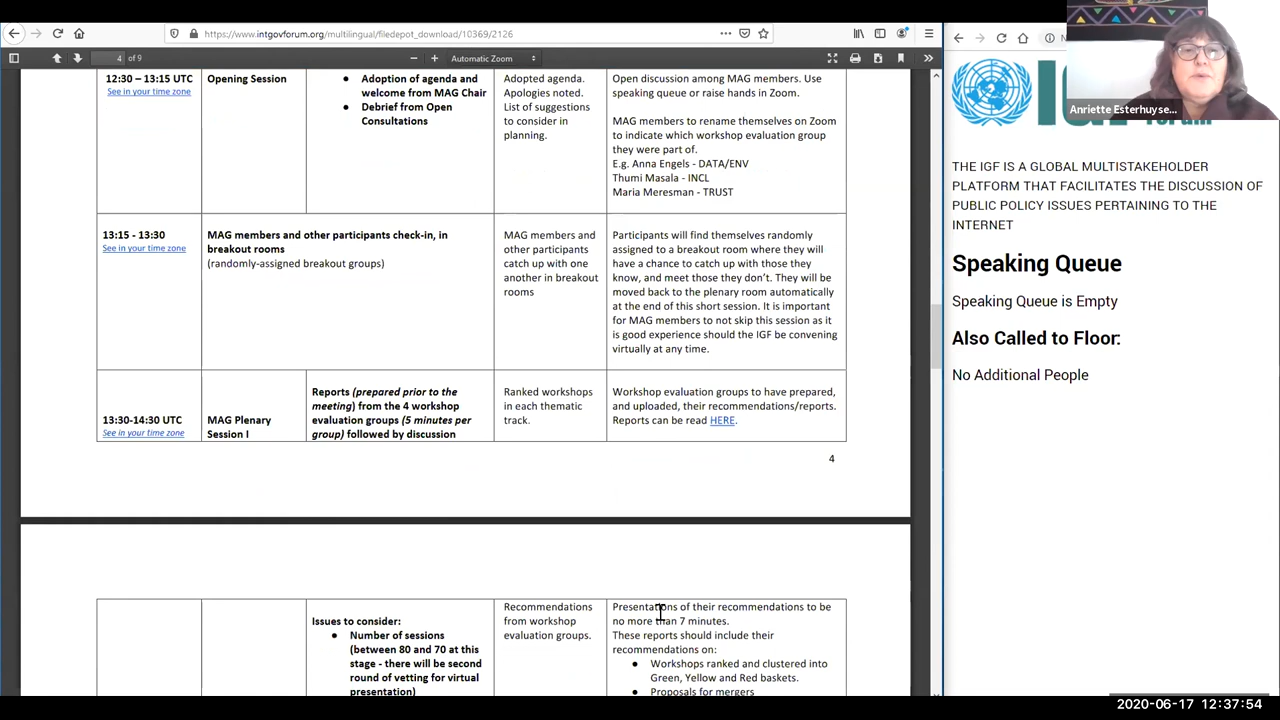 https://www.intgovforum.org/multilingual/filedepot_download/10369/2126
4 of 9
Automatic Zoom
12:30 – 13:15 UTC
See in your time zone
Opening Session
● Adoption of agenda and
welcome from MAG Chair
● Debrief from Open
Consultations
Adopted agenda.
Apologies noted.
List of suggestions
to consider in
planning.
Open discussion among MAG members. Use
speaking queue or raise hands in Zoom.
MAG members to rename themselves on Zoom
to indicate which workshop evaluation group
they were part of.
E.g. Anna Engels - DATA/ENV
Thumi Masala - INCL
Maria Meresman - TRUST
13:15 - 13:30
See in your time zone
MAG members and other participants check-in, in
breakout rooms
(randomly-assigned breakout groups)
MAG members and
other participants
catch up with one
another in breakout
rooms
Participants will find themselves randomly
assigned to a breakout room where they will
have a chance to catch up with those they
know, and meet those they don't. They will be
moved back to the plenary room automatically
at the end of this short session. It is important
for MAG members to not skip this session as it
is good experience should the IGF be convening
virtually at any time.
13:30-14:30 UTC
See in your time zone
MAG Plenary
Session I
Reports (prepared prior to the
meeting) from the 4 workshop
evaluation groups (5 minutes per
group) followed by discussion
Ranked workshops
in each thematic
track.
Workshop evaluation groups to have prepared,
and uploaded, their recommendations/reports.
Reports can be read HERE.
4
Issues to consider:
● Number of sessions
(between 80 and 70 at this
stage - there will be second
round of vetting for virtual
presentation)
Recommendations
from workshop
evaluation groups.
Presentations of their recommendations to be
no more than 7 minutes.
These reports should include their
recommendations on:
● Workshops ranked and clustered into
Green, Yellow and Red baskets.
● Proposals for mergers
Anriette Esterhuyse...
THE IGF IS A GLOBAL MULTISTAKEHOLDER
PLATFORM THAT FACILITATES THE DISCUSSION OF
PUBLIC POLICY ISSUES PERTAINING TO THE
INTERNET
Speaking Queue
Speaking Queue is Empty
Also Called to Floor:
No Additional People
2020-06-17 12:37:54